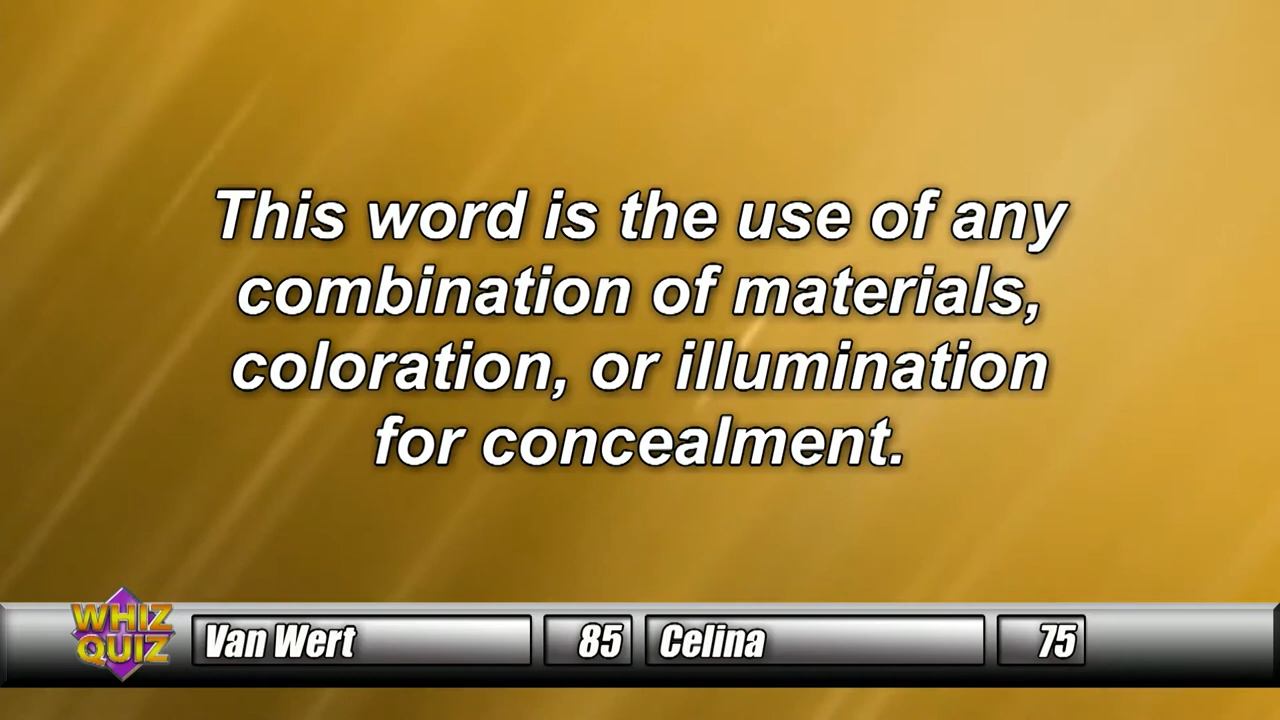 This word is the use of any
combination of materials,
coloration, or illumination
for concealment.
WHIZ
QUIZ
Van Wert 85 Celina 75